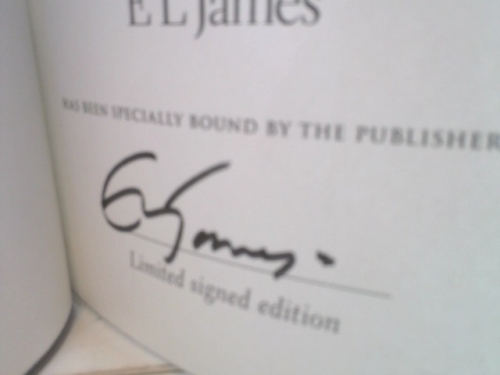 E L James
HAS BEEN SPECIALLY BOUND BY THE PUBLISHER
Limited signed edition